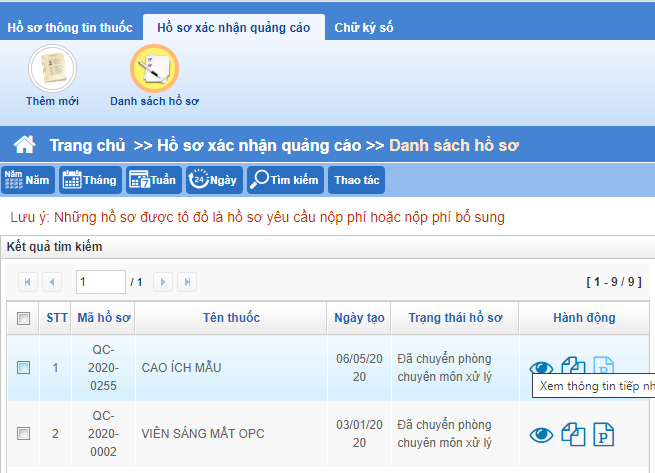 Hồ sơ thông tin thuốc Hồ sơ xác nhận quảng cáo Chữ ký số
Thêm mới Danh sách hồ sơ
Trang chủ >> Hồ sơ xác nhận quảng cáo >> Danh sách hồ sơ
Năm Năm Tháng 7 Tuần 24 Ngày Tìm kiếm Thao tác
Lưu ý: Những hồ sơ được tô đỏ là hồ sơ yêu cầu nộp phí hoặc nộp phí bổ sung
Kết quả tìm kiếm
1 / 1 [ 1 - 9 / 9 ]
STT Mã hồ sơ Tên thuốc Ngày tạo Trạng thái hồ sơ Hành động
QC-
2020-
0255
1 CAO ÍCH MẪU
06/05/20
20
Đã chuyển phòng
chuyên môn xử lý
P
Xem thông tin tiếp nh
QC-
2020-
0002
2 VIÊN SÁNG MẮT OPC
03/01/20
20
Đã chuyển phòng
chuyên môn xử lý
P